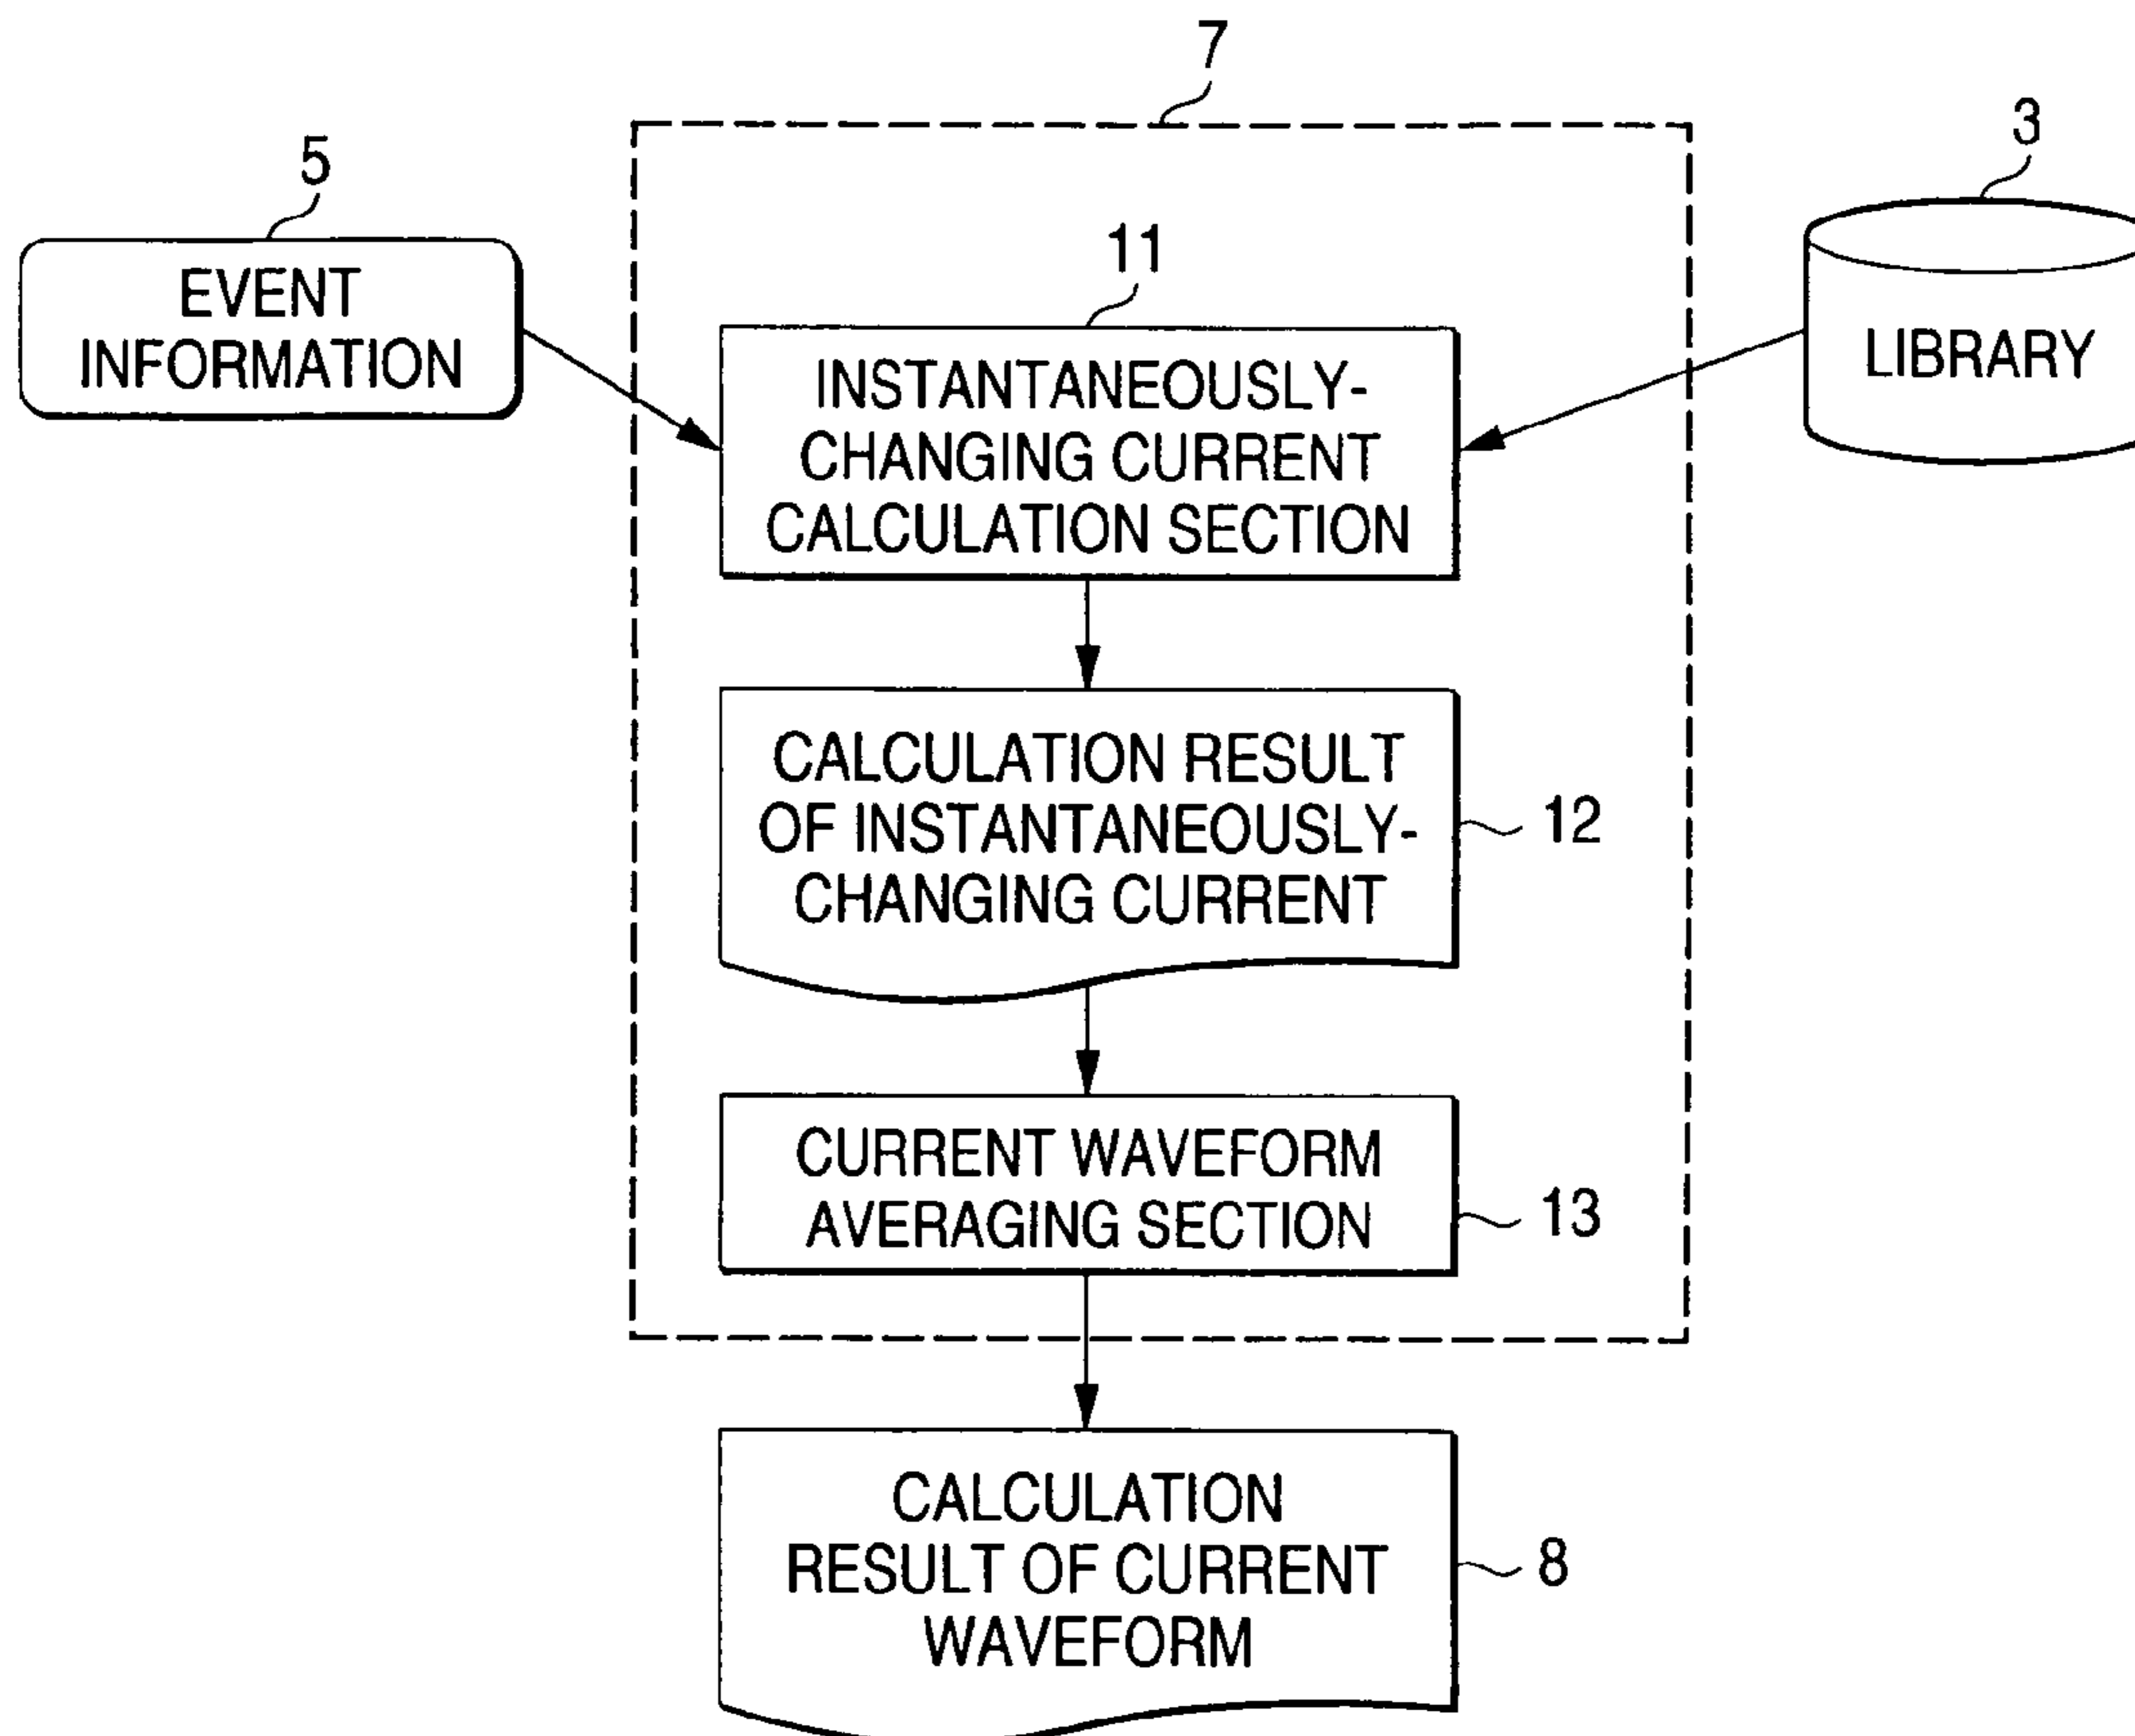 7
3
5
EVENT
INFORMATION
11
LIBRARY
INSTANTANEOUSLY-
CHANGING CURRENT
CALCULATION SECTION
CALCULATION RESULT
OF INSTANTANEOUSLY-
CHANGING CURRENT
12
CURRENT WAVEFORM
AVERAGING SECTION
13
CALCULATION
RESULT OF CURRENT
WAVEFORM
8